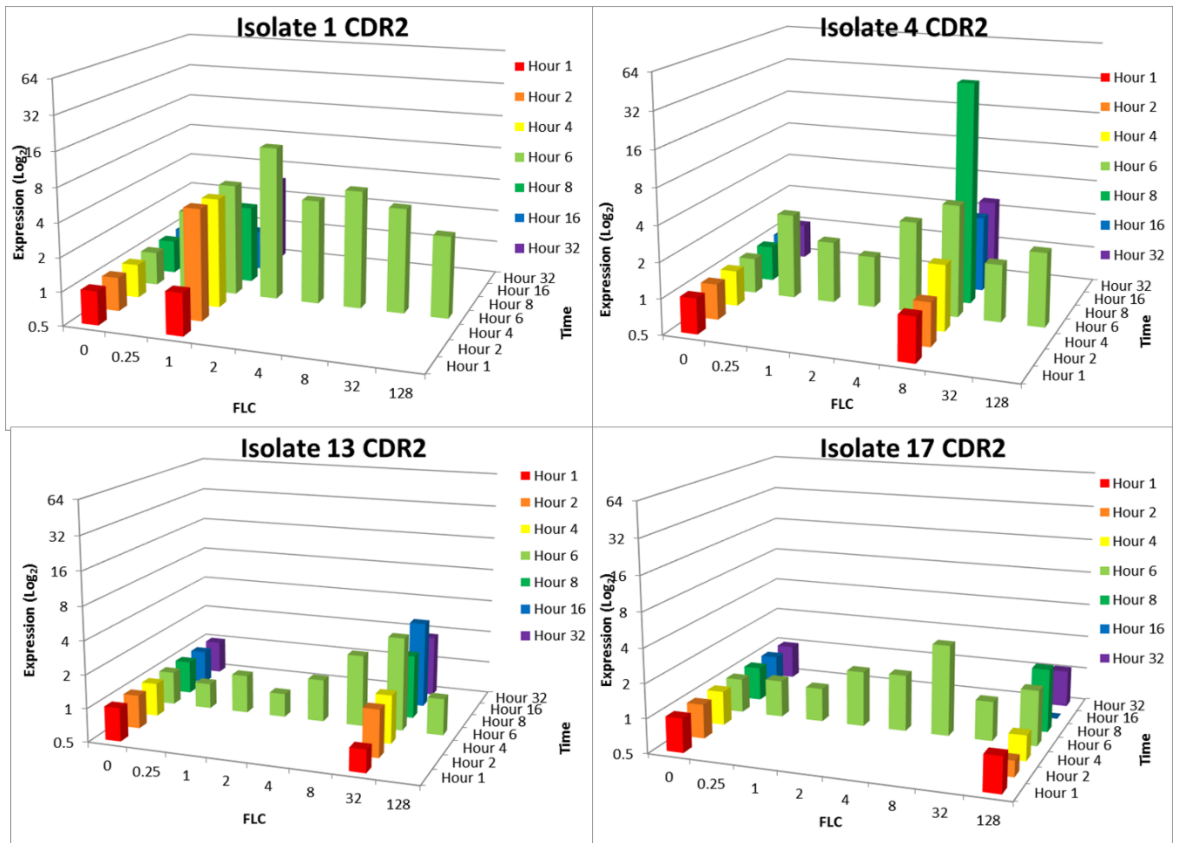 Isolate 1 CDR2
64
32
16
8
4
2
1
0.5
Expression (Log2)
0
0.25
1
2
4
8
32
128
FLC
Hour 1
Hour 2
Hour 4
Hour 6
Hour 8
Hour 16
Hour 32
Time
Hour 1
Hour 2
Hour 4
Hour 6
Hour 8
Hour 16
Hour 32
Isolate 4 CDR2
64
32
16
8
4
2
1
0.5
Expression (Log2)
0
0.25
1
2
4
8
32
128
FLC
Hour 1
Hour 2
Hour 4
Hour 6
Hour 8
Hour 16
Hour 32
Time
Hour 1
Hour 2
Hour 4
Hour 6
Hour 8
Hour 16
Hour 32
Isolate 13 CDR2
64
32
16
8
4
2
1
0.5
Expression (Log2)
0
0.25
1
2
4
8
32
128
FLC
Hour 1
Hour 2
Hour 4
Hour 6
Hour 8
Hour 16
Hour 32
Time
Hour 1
Hour 2
Hour 4
Hour 6
Hour 8
Hour 16
Hour 32
Isolate 17 CDR2
64
32
16
8
4
2
1
0.5
Expression (Log2)
0
0.25
1
2
4
8
32
128
FLC
Hour 1
Hour 2
Hour 4
Hour 6
Hour 8
Hour 16
Hour 32
Time
Hour 1
Hour 2
Hour 4
Hour 6
Hour 8
Hour 16
Hour 32